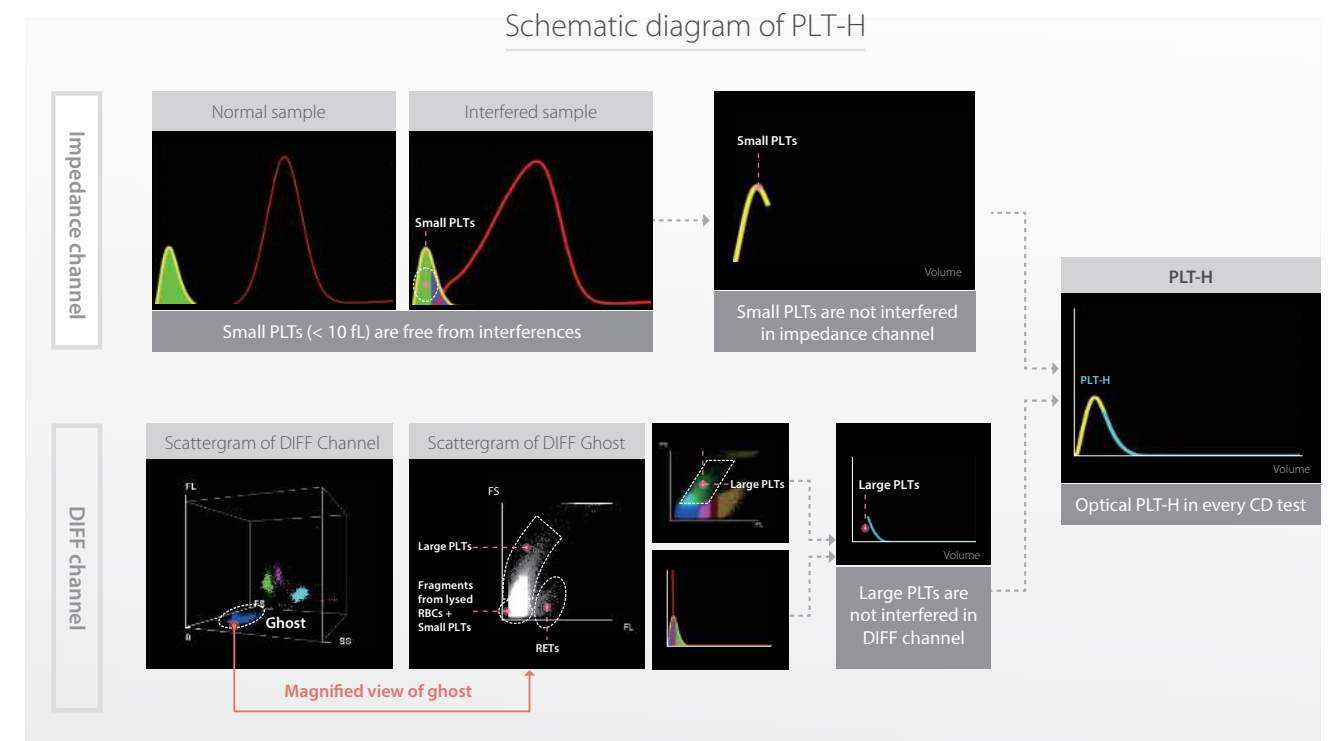 Schematic diagram of PLT-H
Impedance channel
Normal sample
Interfered sample
Small PLTs
Small PLTs (< 10 fL) are free from interferences
Small PLTs
Volume
Small PLTs are not interfered
in impedance channel
PLT-H
PLT-H
Volume
Optical PLT-H in every CD test
DIFF channel
Scattergram of DIFF Channel
FL
FS
Ghost
0
SS
Scattergram of DIFF Ghost
FS
Large PLTs
Fragments
from lysed
RBCs +
Small PLTs
RETs
FL
Magnified view of ghost
FS
Large PLTs
FL
Large PLTs
Volume
Large PLTs are
not interfered in
DIFF channel